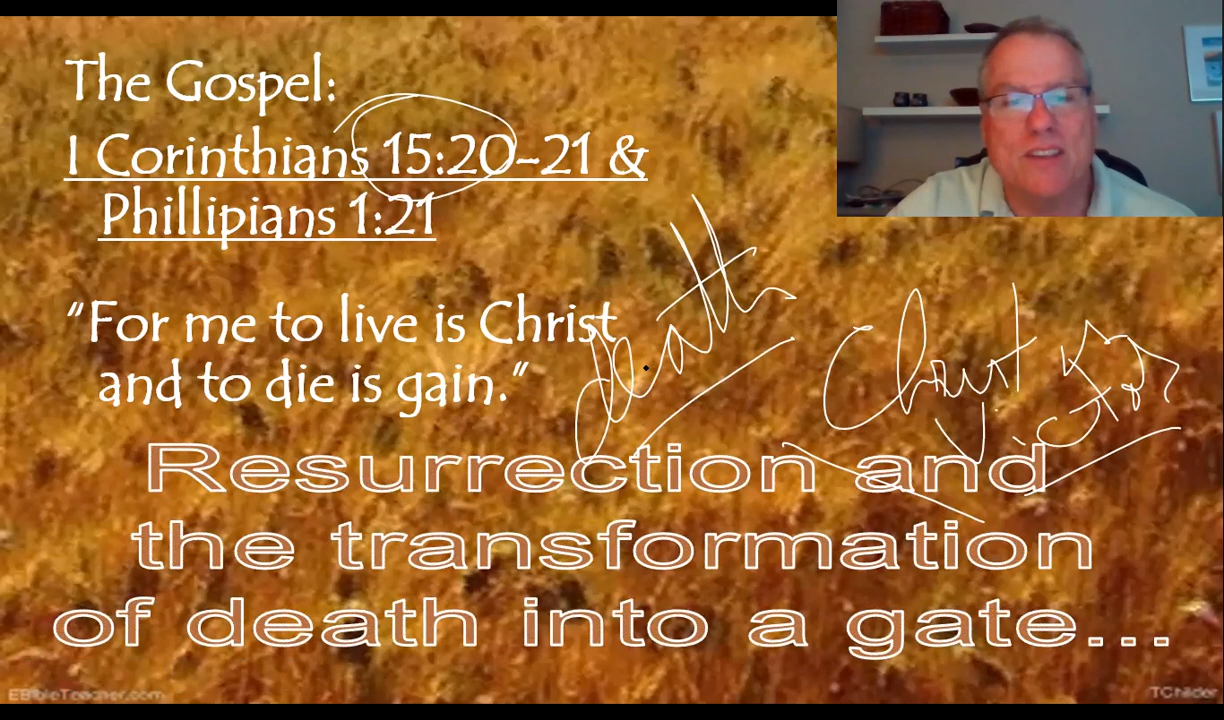 The Gospel:
I Corinthians 15:20-21 &
Phillipians 1:21
“For me to live is Christ
and to die is gain.“
death
Christ
Victor
Resurrection and
the transformation
of death into a gate...
EBibleTeacher.com
TChilder